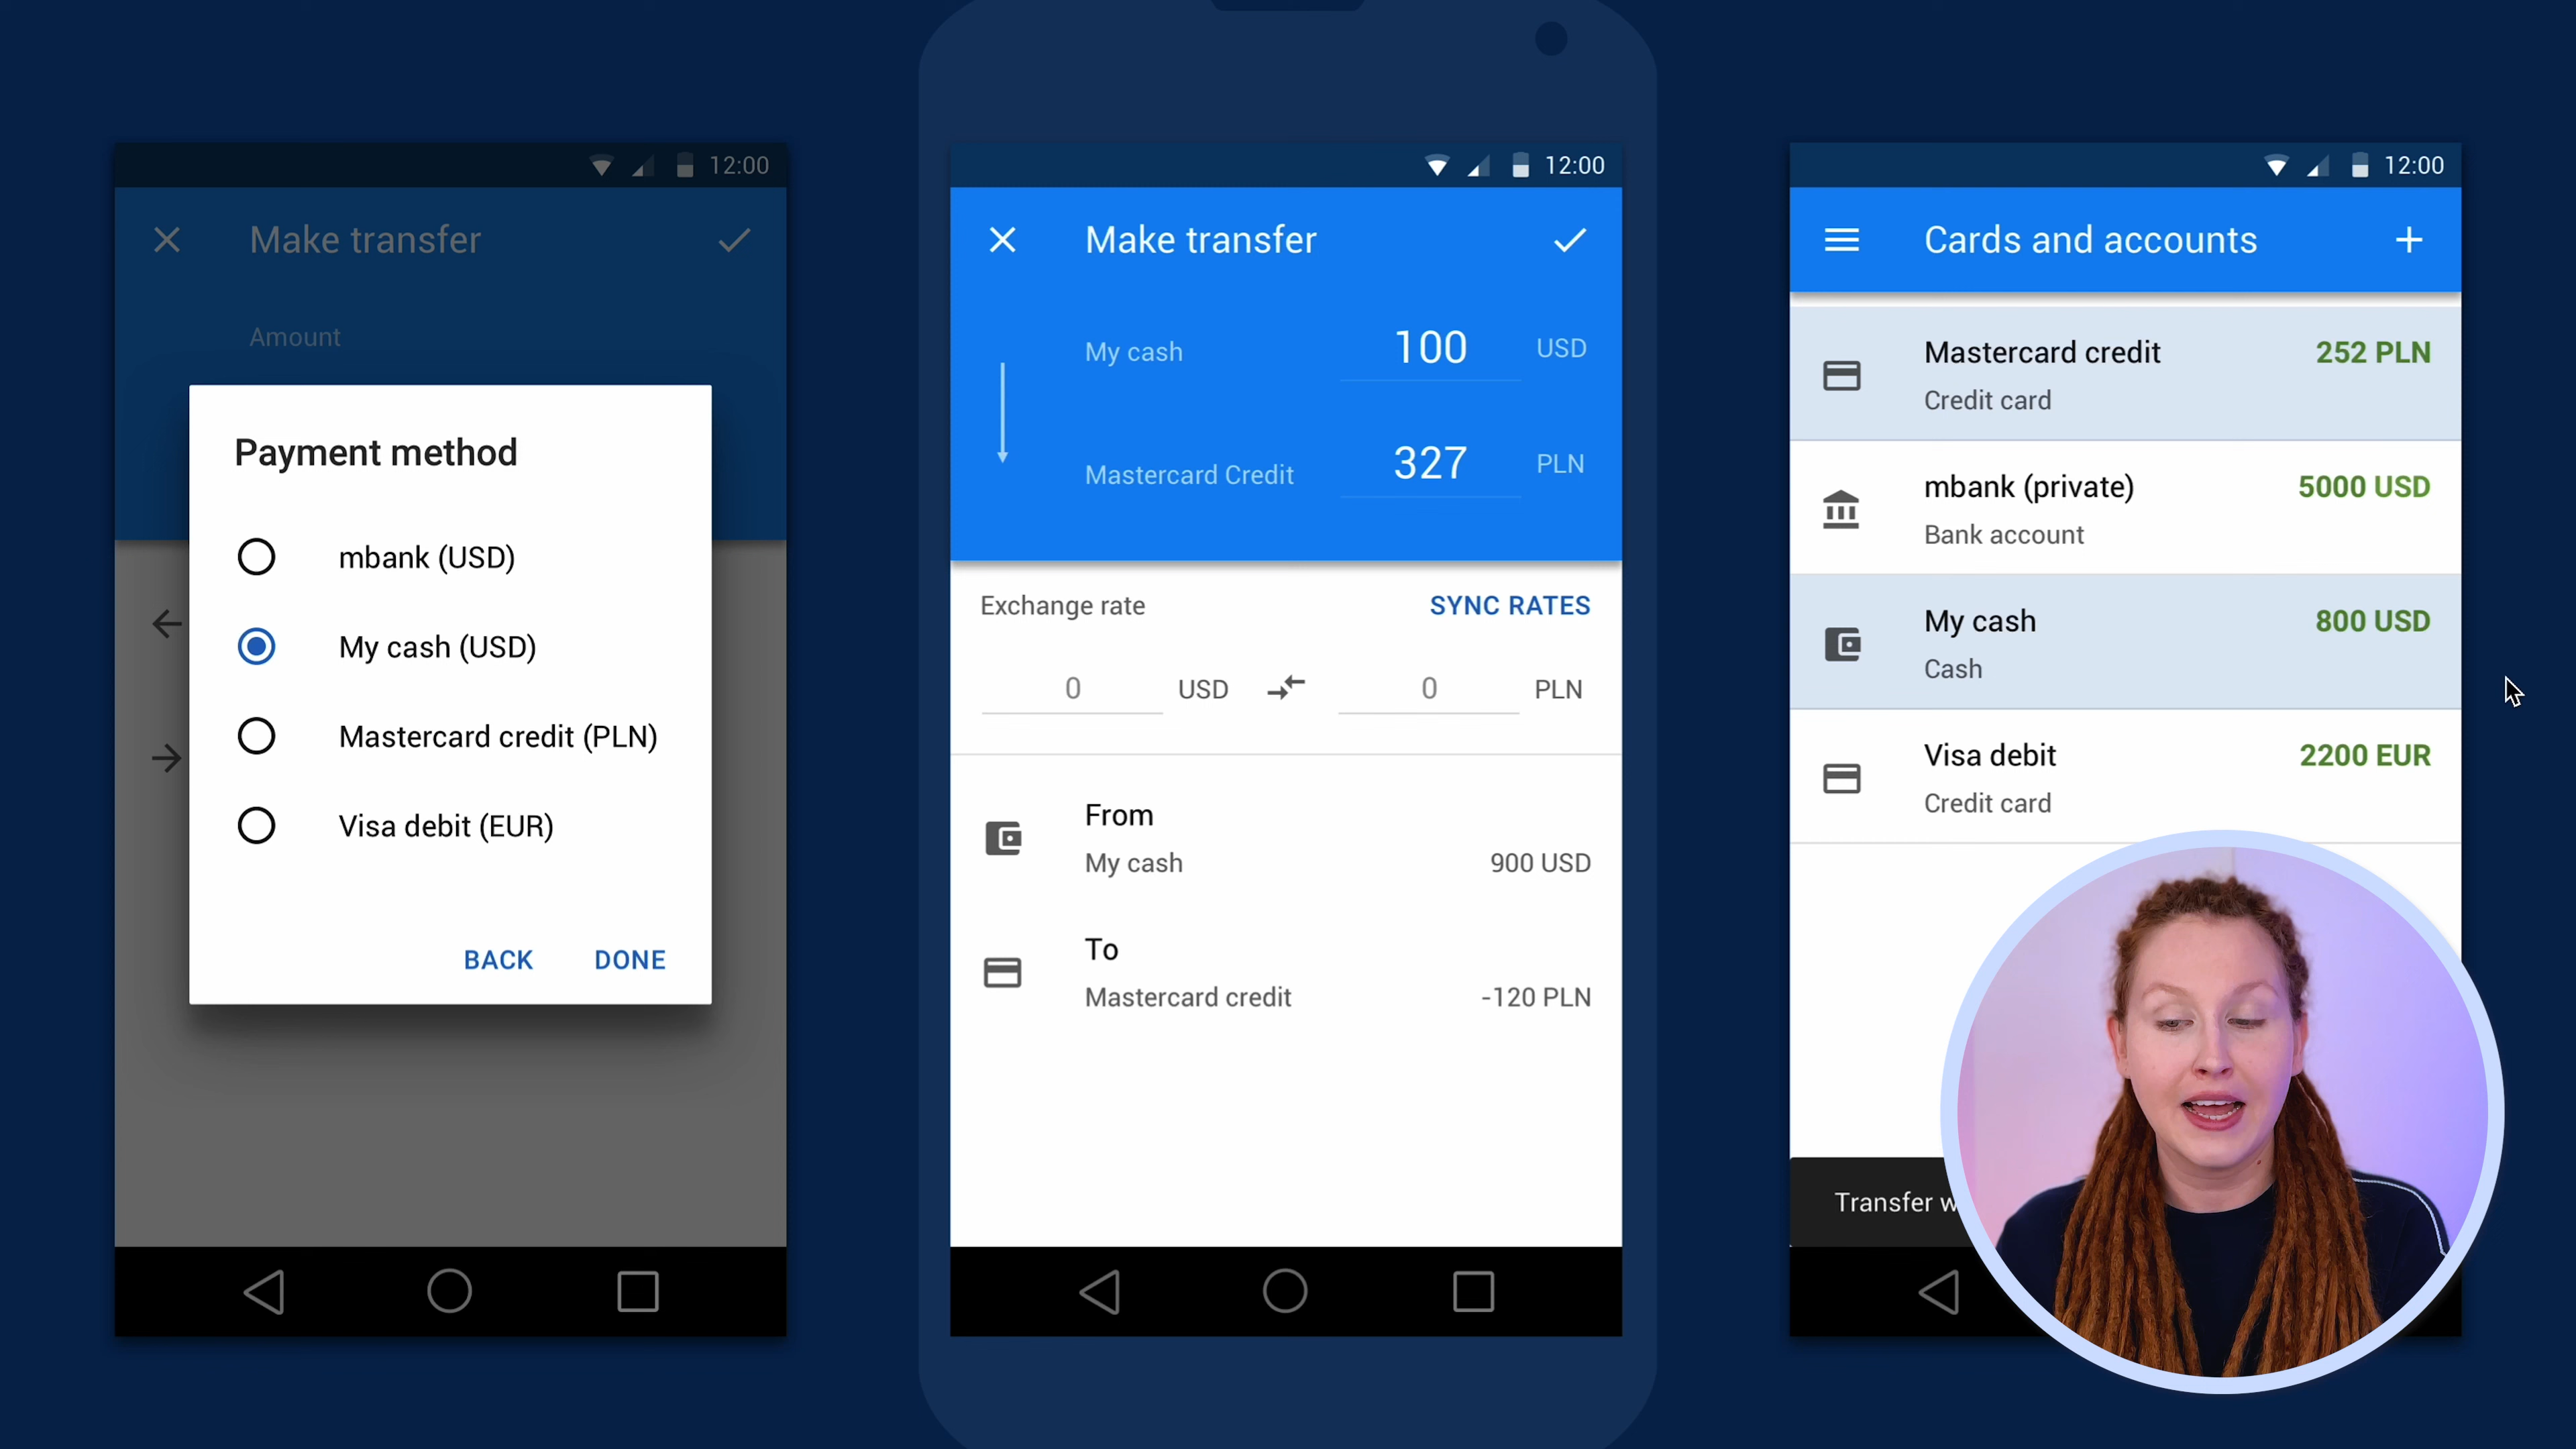 12:00
Make transfer
Amount
Payment method
mbank (USD)
My cash (USD)
Mastercard credit (PLN)
Visa debit (EUR)
BACK DONE
12:00
Make transfer
My cash 100 USD
Mastercard Credit 327 PLN
Exchange rate SYNC RATES
0 USD 0 PLN
From
My cash 900 USD
To
Mastercard credit -120 PLN
12:00
Cards and accounts
Mastercard credit 252 PLN
Credit card
mbank (private) 5000 USD
Bank account
My cash 800 USD
Cash
Visa debit 2200 EUR
Credit card
Transfer